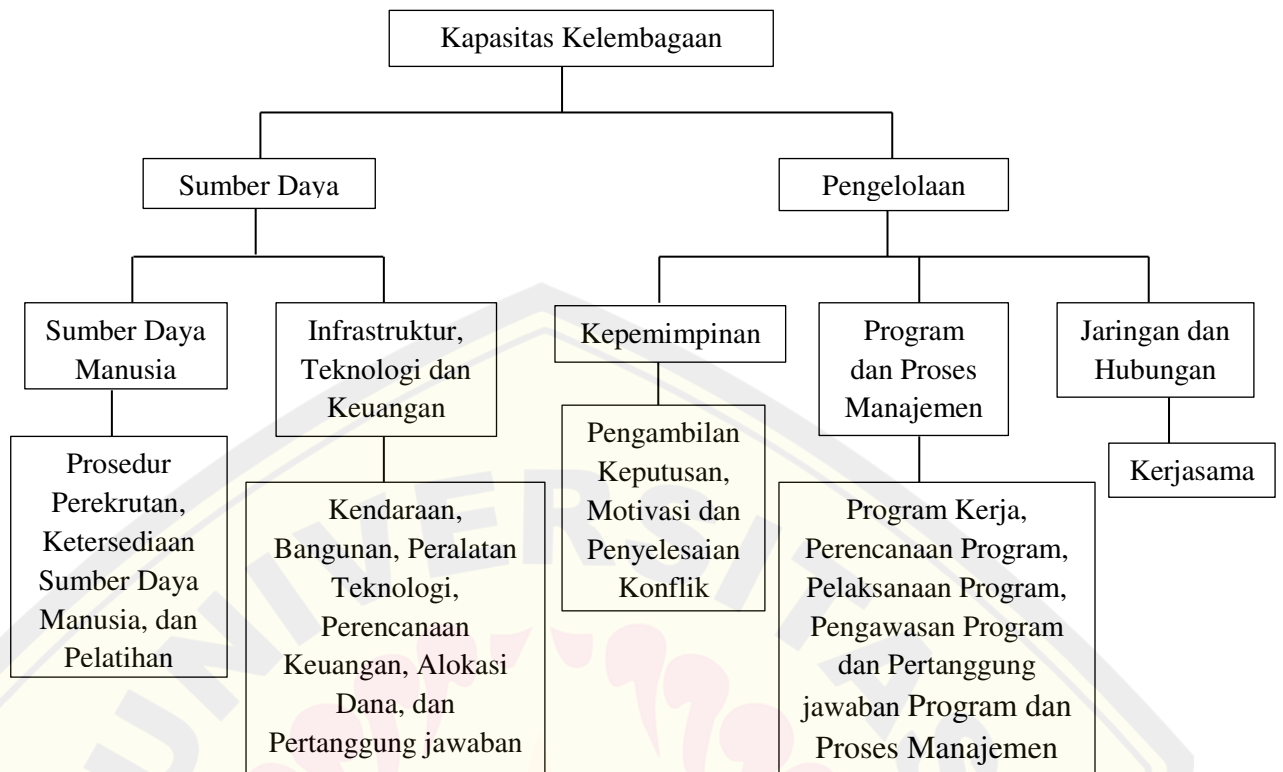 Kapasitas Kelembagaan
Sumber Daya
Pengelolaan
Sumber Daya
Manusia
Infrastruktur,
Teknologi dan
Keuangan
Kepemimpinan
Program
dan Proses
Manajemen
Jaringan dan
Hubungan
Prosedur
Perekrutan,
Ketersediaan
Sumber Daya
Manusia, dan
Pelatihan
Kendaraan,
Bangunan, Peralatan
Teknologi,
Perencanaan
Keuangan, Alokasi
Dana, dan
Pertanggung jawaban
Pengambilan
Keputusan,
Motivasi dan
Penyelesaian
Konflik
Program Kerja,
Perencanaan Program,
Pelaksanaan Program,
Pengawasan Program
dan Pertanggung
jawaban Program dan
Proses Manajemen
Kerjasama
UNIVERSITAS